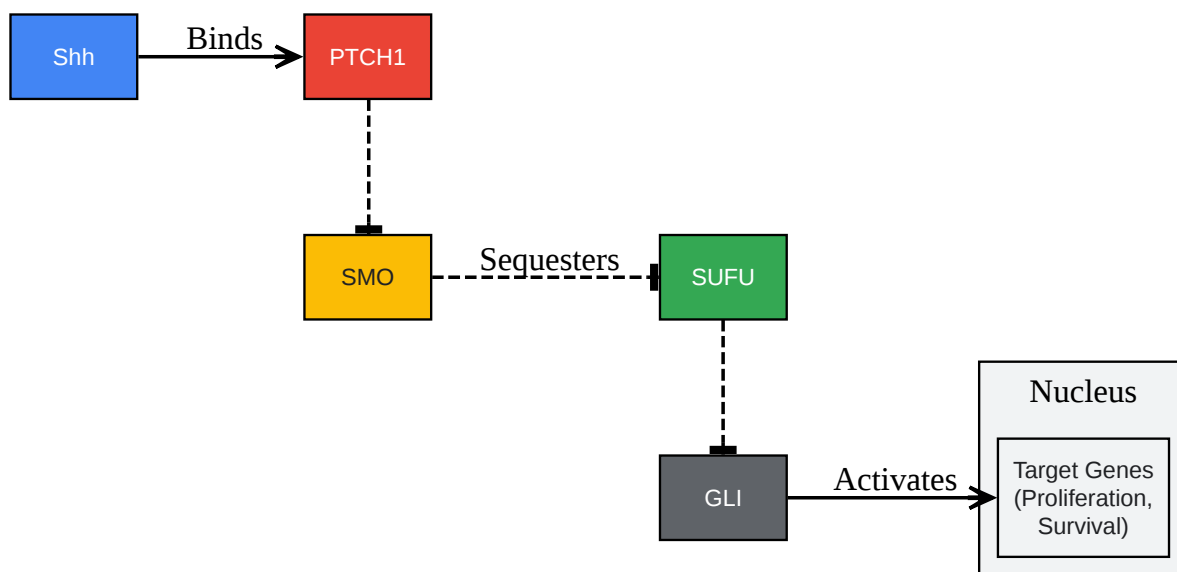 Shh
Binds
PTCH1
SMO
Sequesters
SUFU
GLI
Activates
Nucleus
Target Genes
(Proliferation,
Survival)